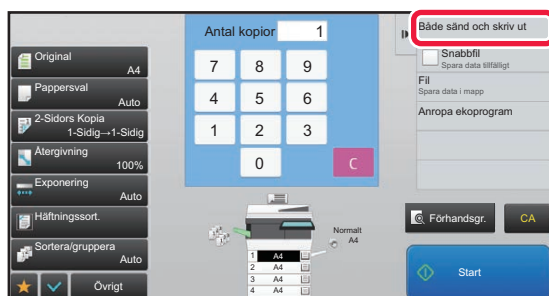 Original
A4
Pappersval
Auto
2-Sidors Kopia
1-Sidig→1-Sidig
Återgivning
100%
Exponering
Auto
Häftningssort.
Sortera/gruppera
Auto
Övrigt
Antal kopior 1
7 8 9
4 5 6
1 2 3
0 C
Normalt
A4
1 A4
2 A4
3 A4
4 A4
Både sänd och skriv ut
Snabbfil
Spara data tillfälligt
Fil
Spara data i mapp
Anropa ekoprogram
Förhandsgr. CA
Start